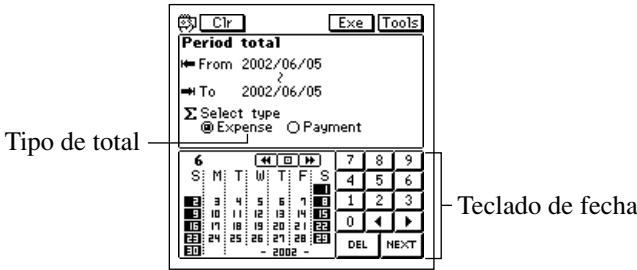 Clr Exe Tools
Period total
From 2002/06/05
~
To 2002/06/05
Σ Select type
Expense Payment
Tipo de total
6
S M T W T F S
1
2 3 4 5 6 7 8
9 10 11 12 13 14 15
16 17 18 19 20 21 22
23 24 25 26 27 28 29
30 - 2002 -
7 8 9
4 5 6
1 2 3
0
DEL NEXT
Teclado de fecha